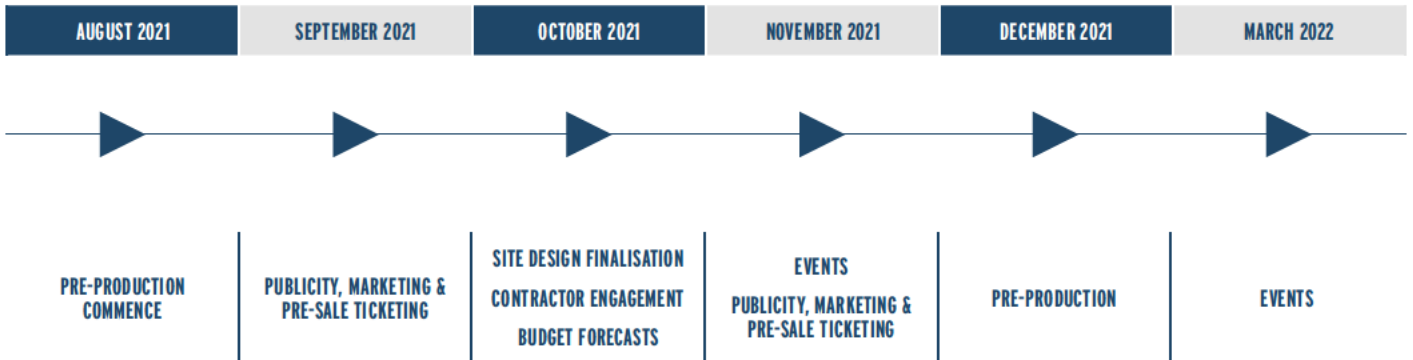 AUGUST 2021
SEPTEMBER 2021
OCTOBER 2021
NOVEMBER 2021
DECEMBER 2021
MARCH 2022
PRE-PRODUCTION
COMMENCE
PUBLICITY, MARKETING &
PRE-SALE TICKETING
SITE DESIGN FINALISATION
CONTRACTOR ENGAGEMENT
BUDGET FORECASTS
EVENTS
PUBLICITY, MARKETING &
PRE-SALE TICKETING
PRE-PRODUCTION
EVENTS